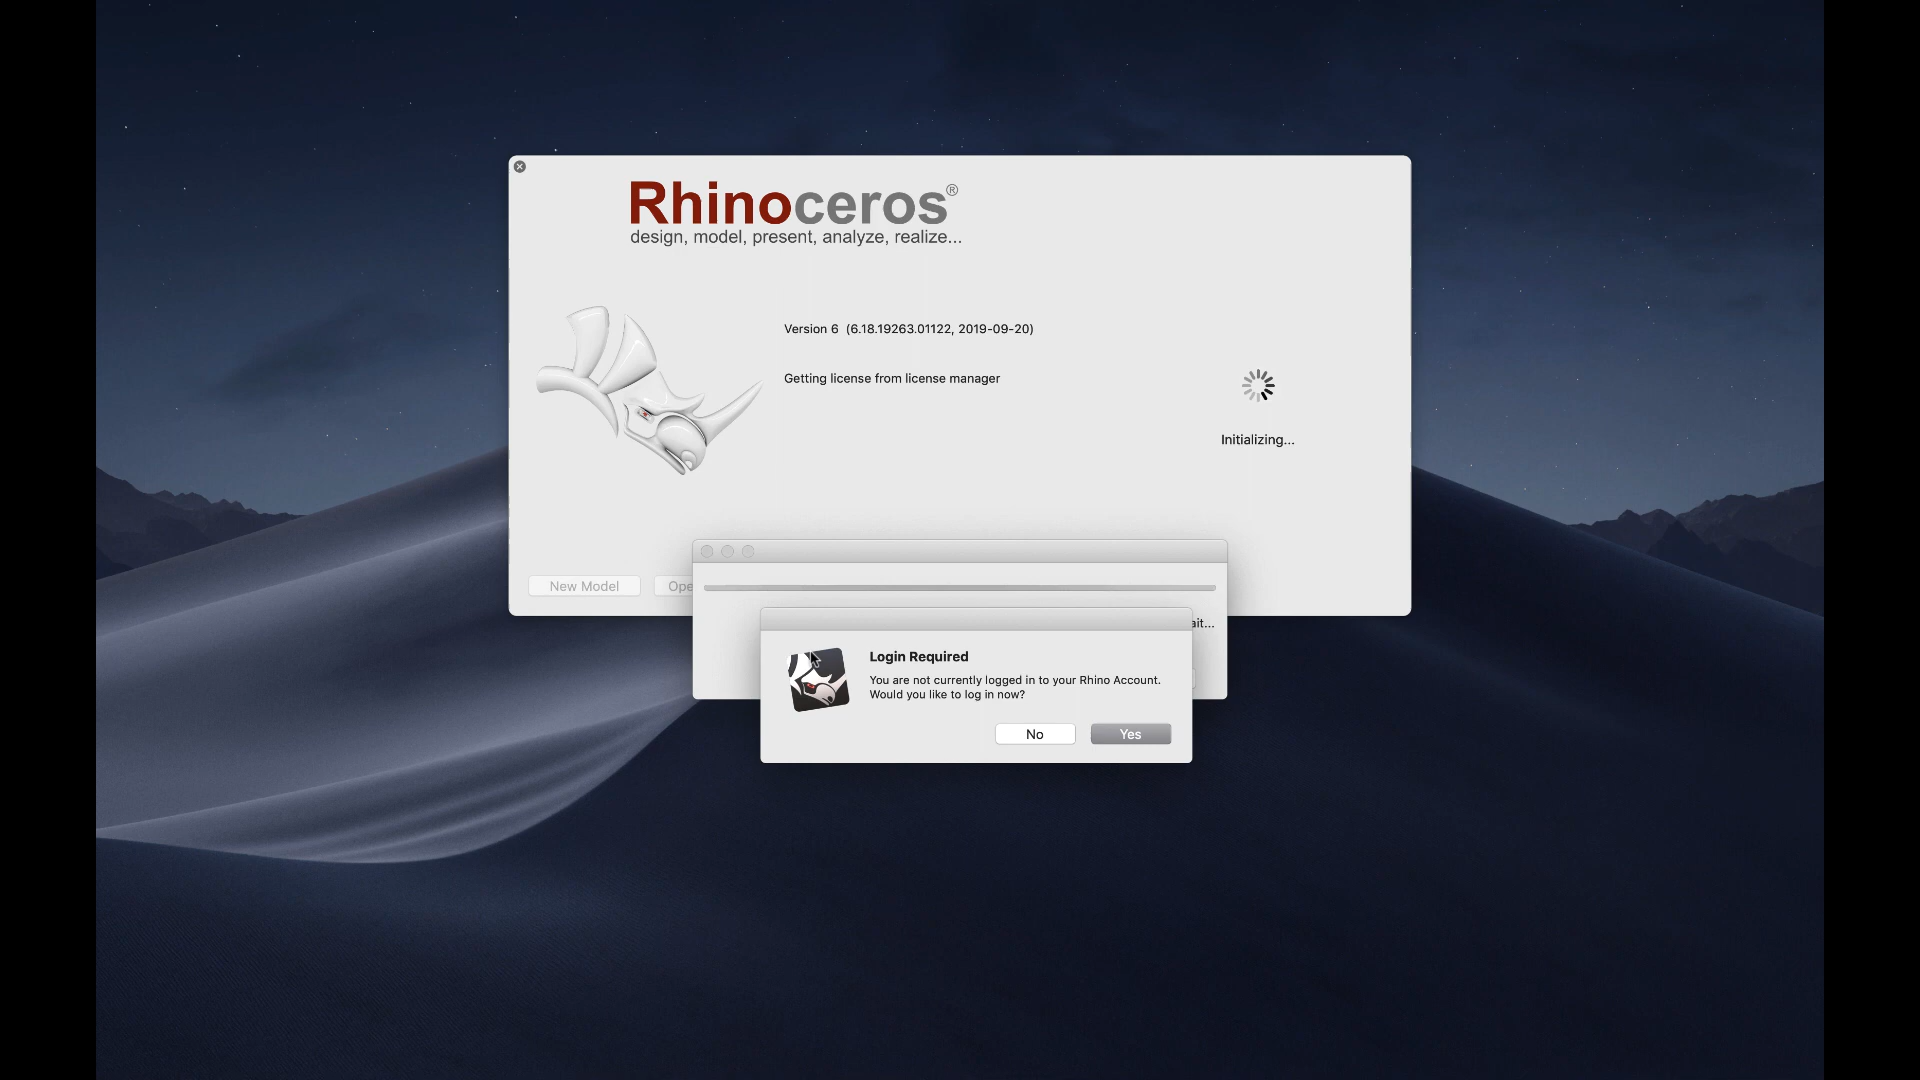 Rhinoceros®
design, model, present, analyze, realize...
Version 6 (6.18.19263.01122, 2019-09-20)
Getting license from license manager
Initializing...
New Model
Ope
ait...
Login Required
You are not currently logged in to your Rhino Account.
Would you like to log in now?
No
Yes